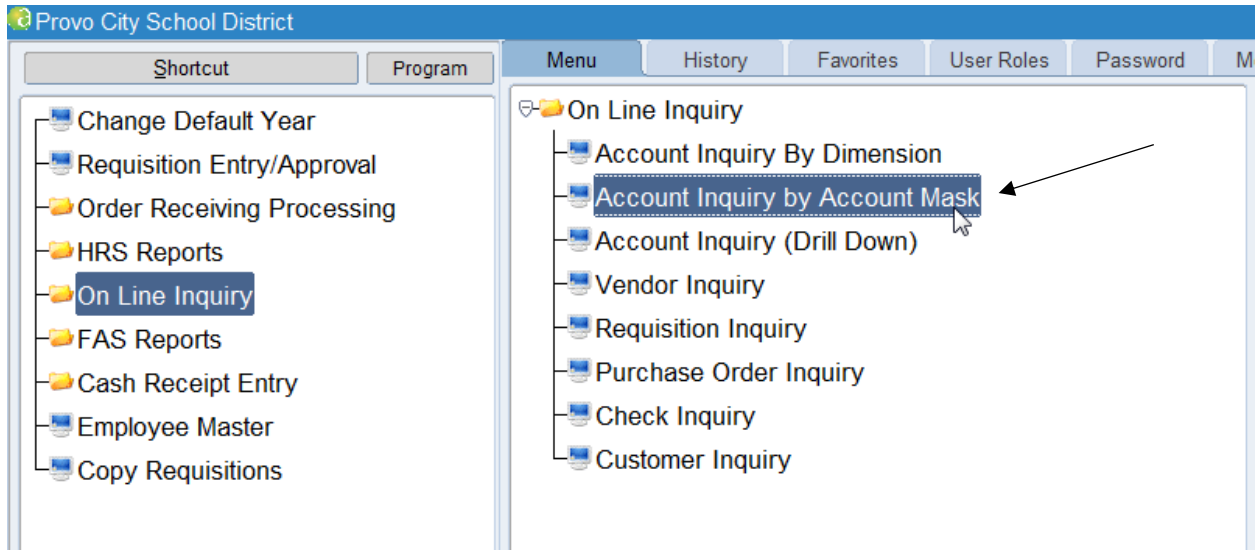 Provo City School District
Shortcut
Program
Change Default Year
Requisition Entry/Approval
Order Receiving Processing
HRS Reports
On Line Inquiry
FAS Reports
Cash Receipt Entry
Employee Master
Copy Requisitions
Menu
History
Favorites
User Roles
Password
On Line Inquiry
Account Inquiry By Dimension
Account Inquiry by Account Mask
Account Inquiry (Drill Down)
Vendor Inquiry
Requisition Inquiry
Purchase Order Inquiry
Check Inquiry
Customer Inquiry